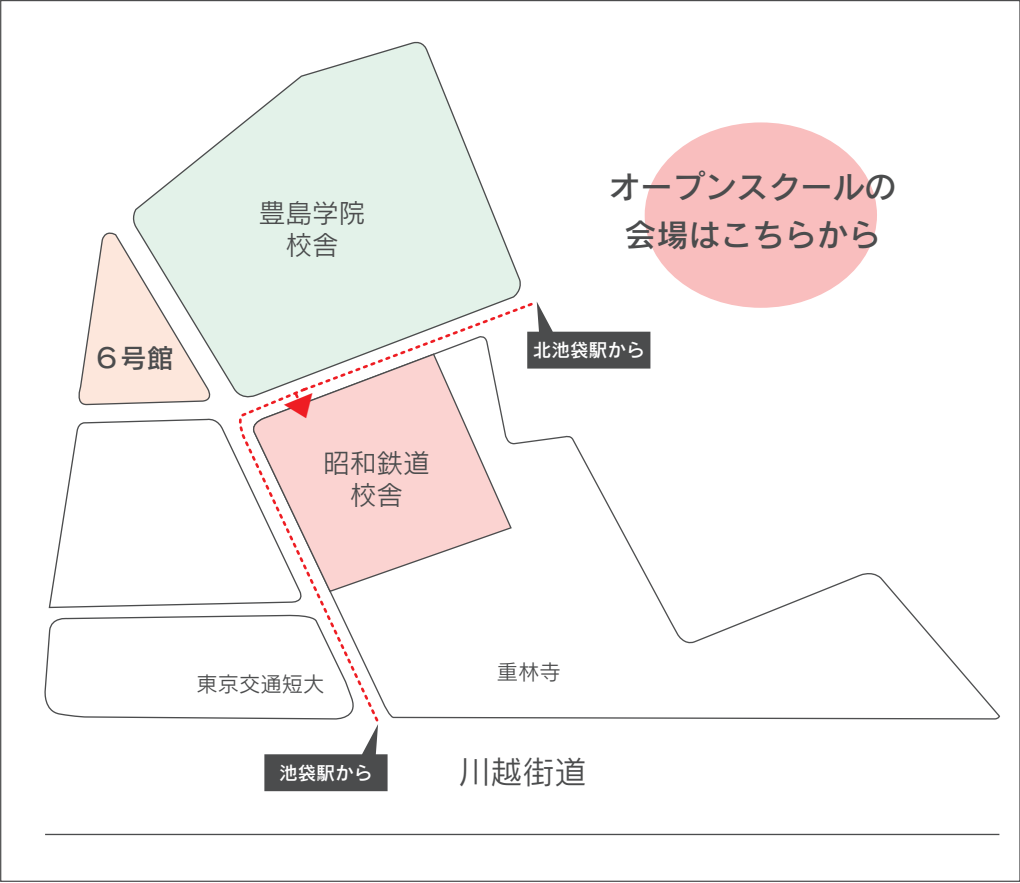 オープンスクールの
会場はこちらから
豊島学院
校舎
北池袋駅から
６号館
昭和鉄道
校舎
重林寺
東京交通短大
池袋駅から
川越街道